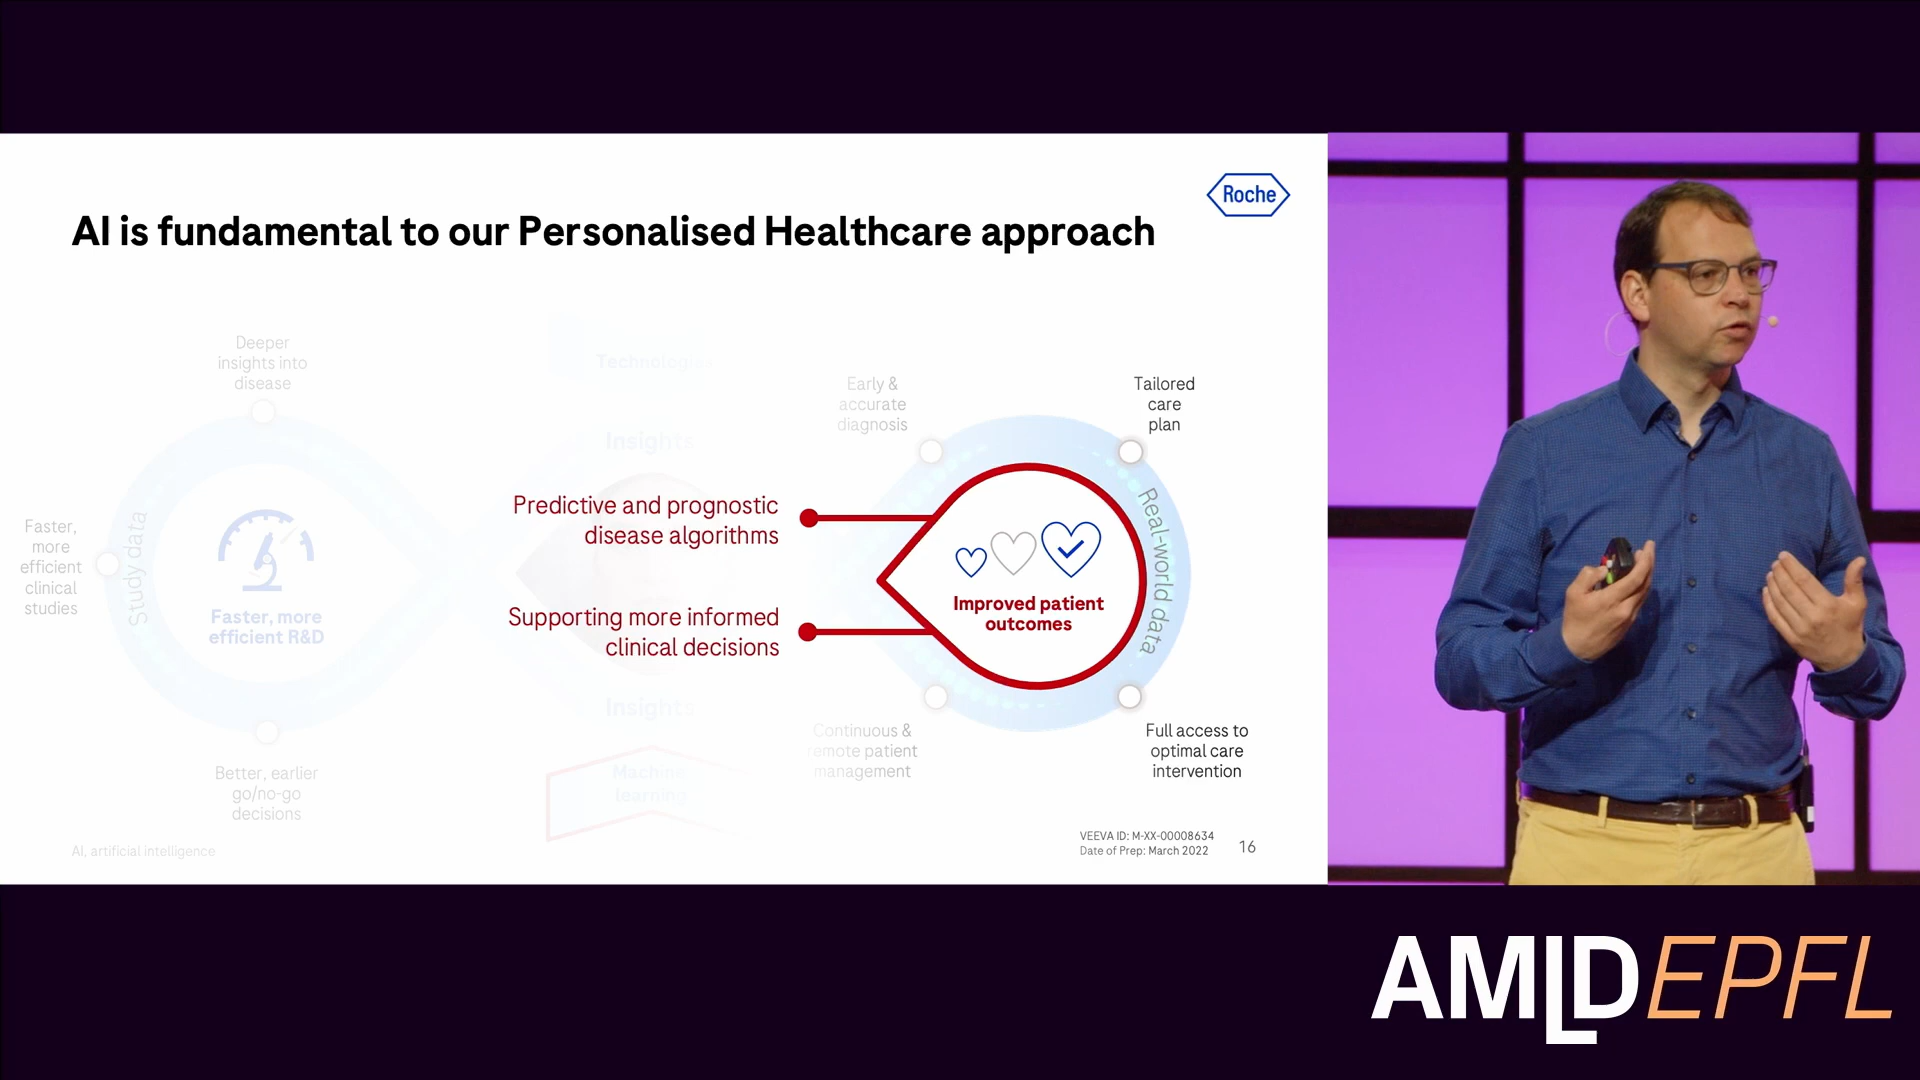 Roche
AI is fundamental to our Personalised Healthcare approach
Deeper
insights into
disease
Faster,
more
efficient
clinical
studies
Study data
Faster, more
efficient R&D
Better, earlier
go/no-go
decisions
Insights
Predictive and prognostic
disease algorithms
Supporting more informed
clinical decisions
Insights
Machine
learning
Early &
accurate
diagnosis
Tailored
care
plan
Real-world data
Improved patient
outcomes
Continuous &
remote patient
management
Full access to
optimal care
intervention
AI, artificial intelligence
VEEVA ID: M-XX-00008634
Date of Prep: March 2022
16
AMLDEPFL